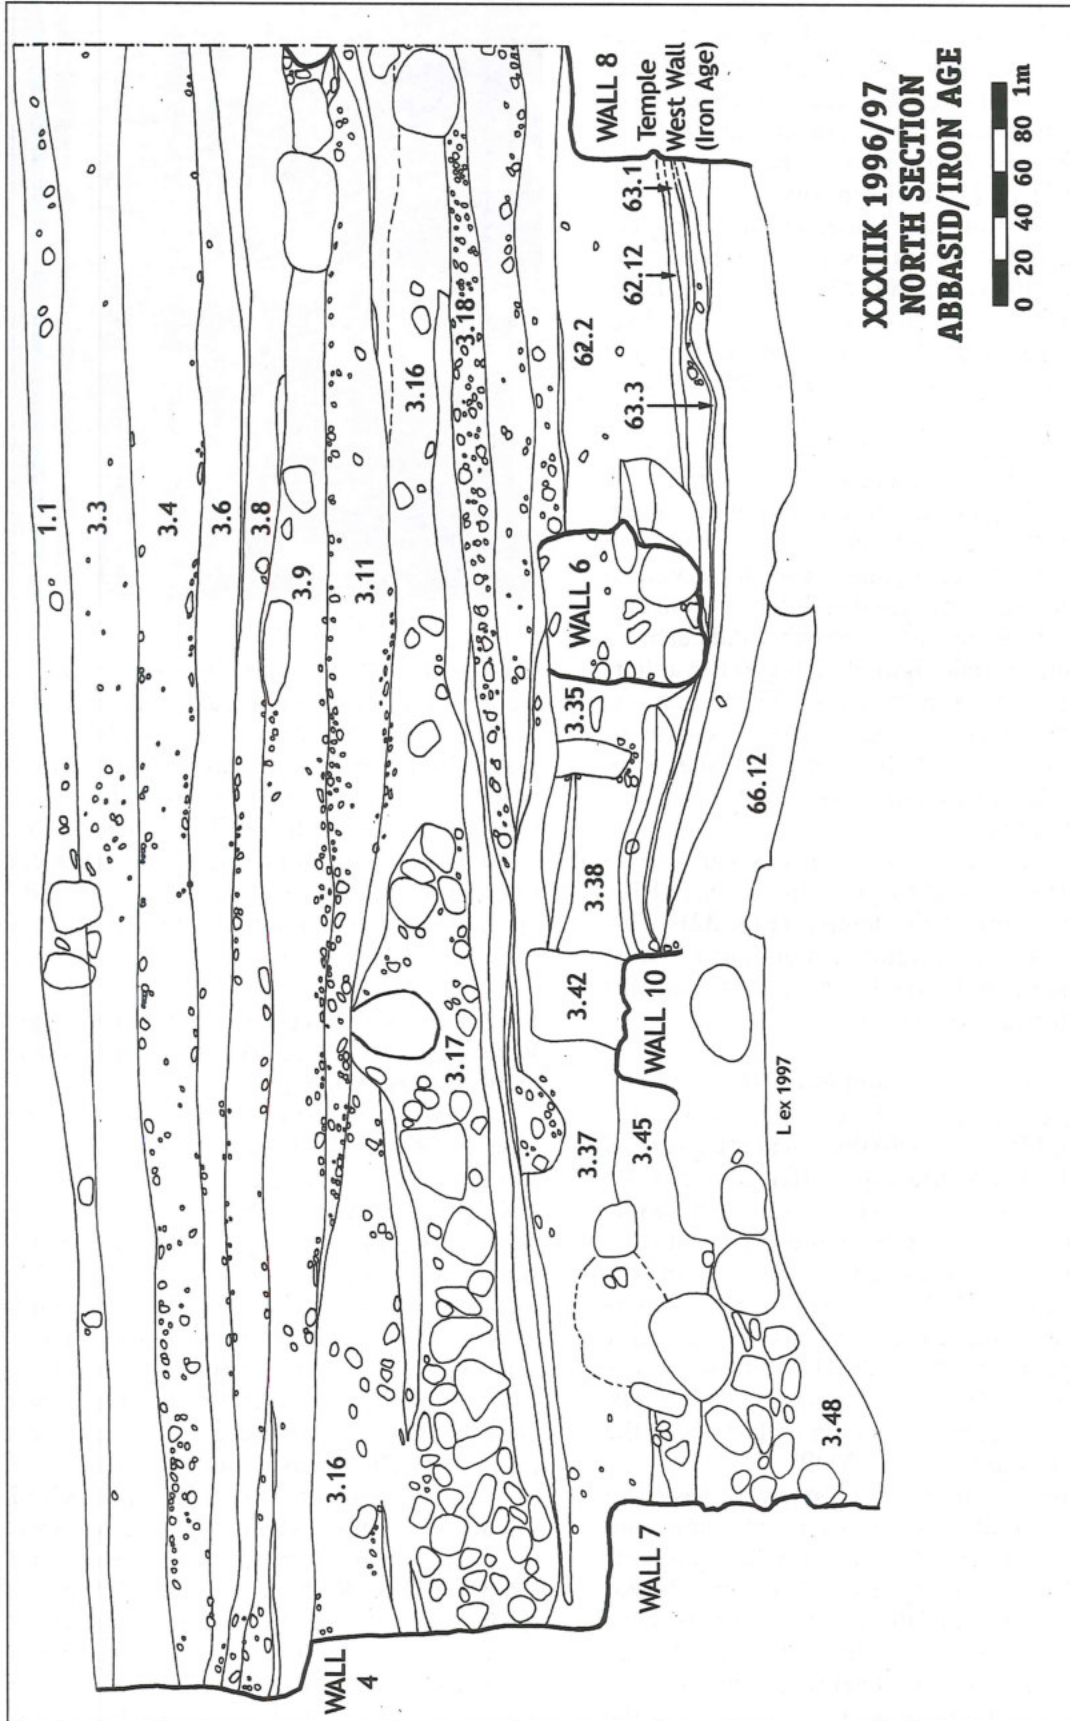 XXXIIK 1996/97
NORTH SECTION
ABBASID/IRON AGE
0 20 40 60 80 1m
1.1
3.3
3.4
3.6
3.8
3.9
3.11
3.16
3.18
3.16
3.17
WALL
4
WALL 7
3.37
3.45
3.42
WALL 10
3.38
3.35
WALL 6
62.2
63.3
62.12
63.1
WALL 8
Temple
West Wall
(Iron Age)
66.12
L ex 1997
3.48